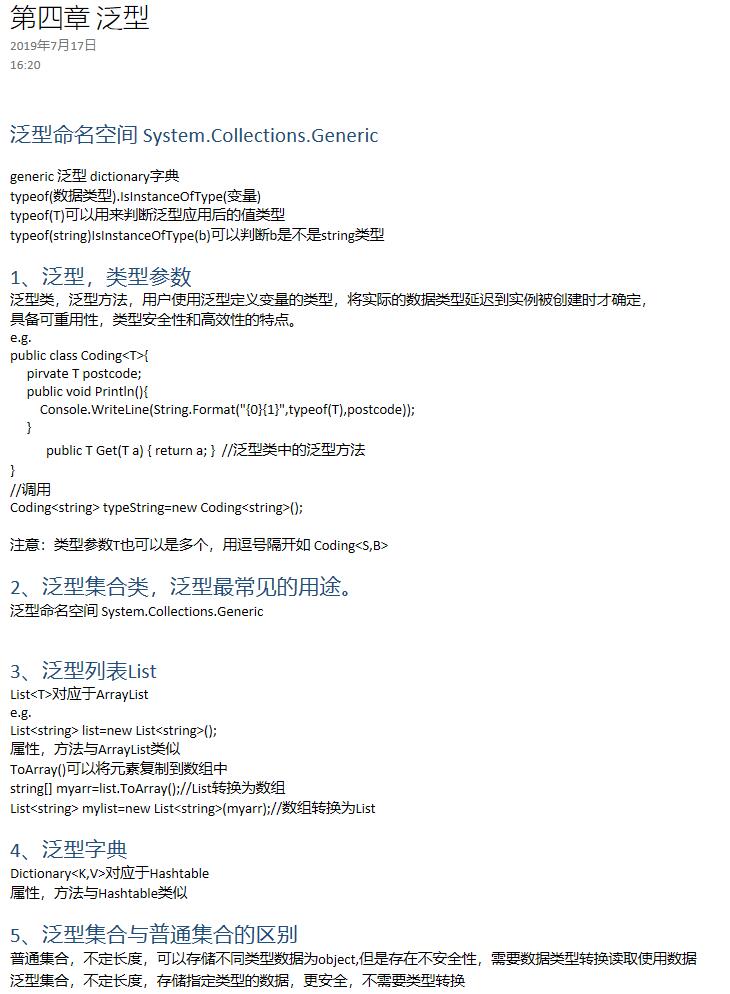 第四章 泛型
2019年7月17日
16:20
泛型命名空间 System.Collections.Generic
generic 泛型 dictionary字典
typeof(数据类型).IsInstanceOfType(变量)
typeof(T)可以用来判断泛型应用后的值类型
typeof(string)IsInstanceOfType(b)可以判断b是不是string类型
1、泛型，类型参数
泛型类，泛型方法，用户使用泛型定义变量的类型，将实际的数据类型延迟到实例被创建时才确定，
具备可重用性，类型安全性和高效性的特点。
e.g.
public class Coding<T>{
pirvate T postcode;
public void Println(){
Console.WriteLine(String.Format("{0}{1}",typeof(T),postcode));
}
public T Get(T a) { return a; } //泛型类中的泛型方法
}
//调用
Coding<string> typeString=new Coding<string>();
注意：类型参数T也可以是多个，用逗号隔开如 Coding<S,B>
2、泛型集合类，泛型最常见的用途。
泛型命名空间 System.Collections.Generic
3、泛型列表List
List<T>对应于ArrayList
e.g.
List<string> list=new List<string>();
属性，方法与ArrayList类似
ToArray()可以将元素复制到数组中
string[] myarr=list.ToArray();//List转换为数组
List<string> mylist=new List<string>(myarr);//数组转换为List
4、泛型字典
Dictionary<K,V>对应于Hashtable
属性，方法与Hashtable类似
5、泛型集合与普通集合的区别
普通集合，不定长度，可以存储不同类型数据为object,但是存在不安全性，需要数据类型转换读取使用数据
泛型集合，不定长度，存储指定类型的数据，更安全，不需要类型转换